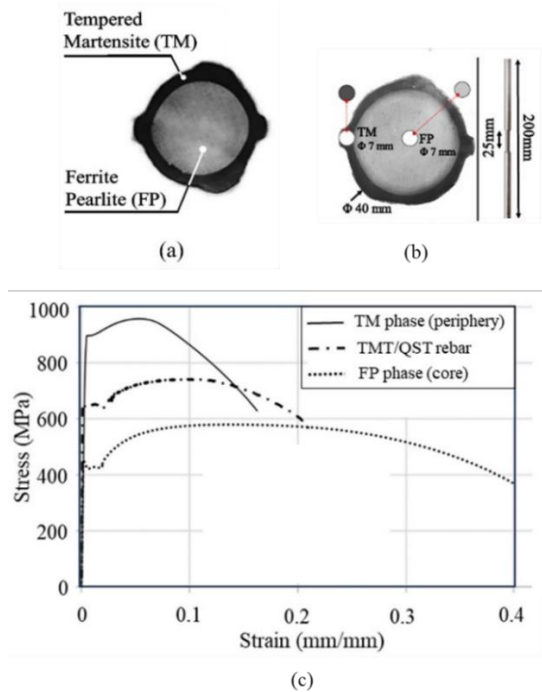 Tempered
Martensite (TM)
Ferrite
Pearlite (FP)
(a)
TM
Φ 7 mm
FP
Φ 7 mm
Φ 40 mm
25mm
200mm
(b)
1000
800
600
400
200
0
Stress (MPa)
TM phase (periphery)
TMT/QST rebar
FP phase (core)
0
0.1
0.2
0.3
0.4
Strain (mm/mm)
(c)